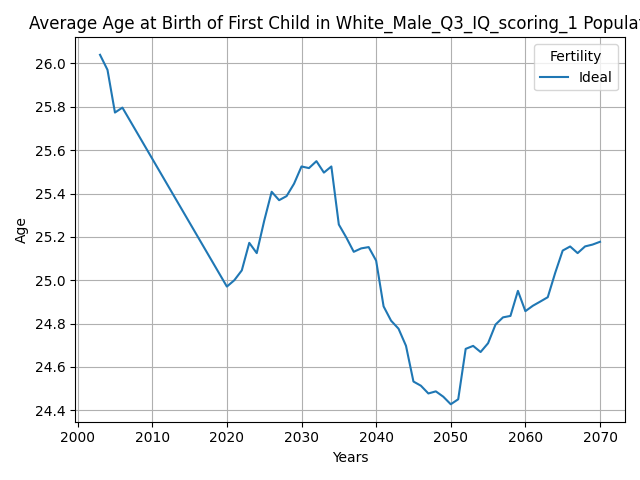 Average Age at Birth of First Child in White_Male_Q3_IQ_scoring_1 Popula
Fertility
Ideal
26.0
25.8
25.6
25.4
25.2
25.0
24.8
24.6
24.4
Age
2000 2010 2020 2030 2040 2050 2060 2070
Years